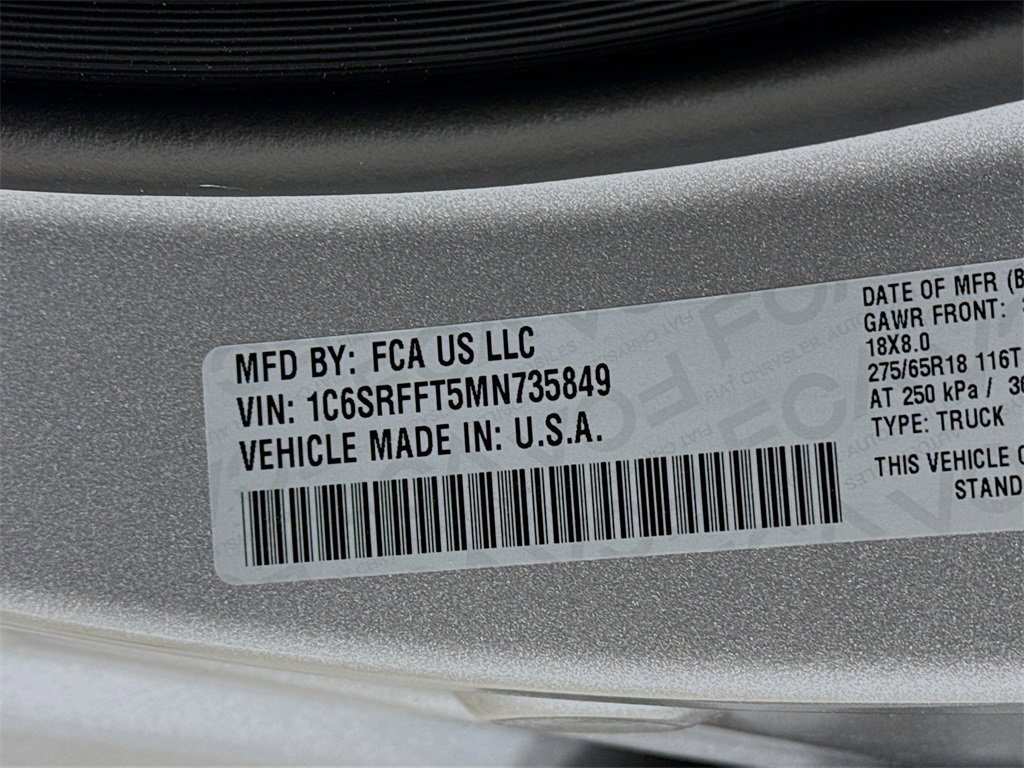 MFD BY: FCA US LLC
VIN: 1C6SRFFT5MN735849
VEHICLE MADE IN: U.S.A.
DATE OF MFR
GAWR FRONT:
18X8.0
275/65R18 116T
AT 250 kPa /
TYPE: TRUCK
THIS VEHICLE